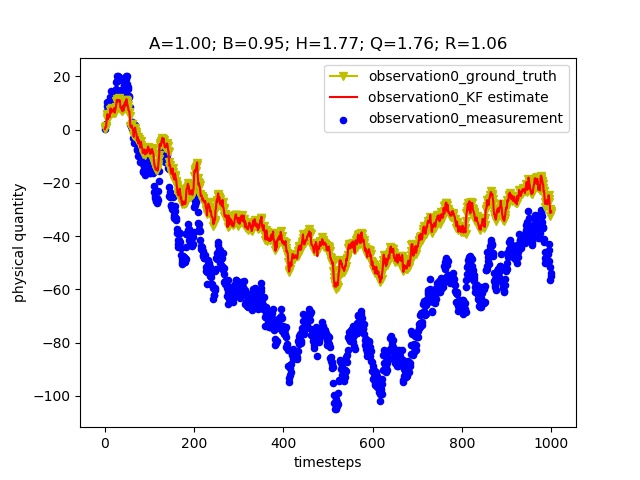 A=1.00; B=0.95; H=1.77; Q=1.76; R=1.06
observation0_ground_truth
observation0_KF estimate
observation0_measurement
physical quantity
20
0
−20
−40
−60
−80
−100
0 200 400 600 800 1000
timesteps